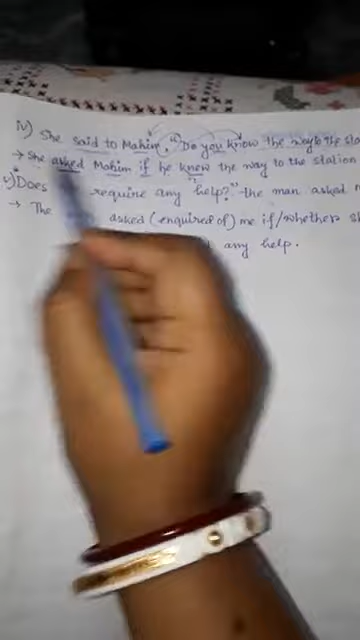 iv) She said to Mahim, "Do you know the way to the sta
→ She asked Mahim if he knew the way to the station
v) "Does require any help?" the man asked
→ The asked (enquired of) me if/whether s
any help.